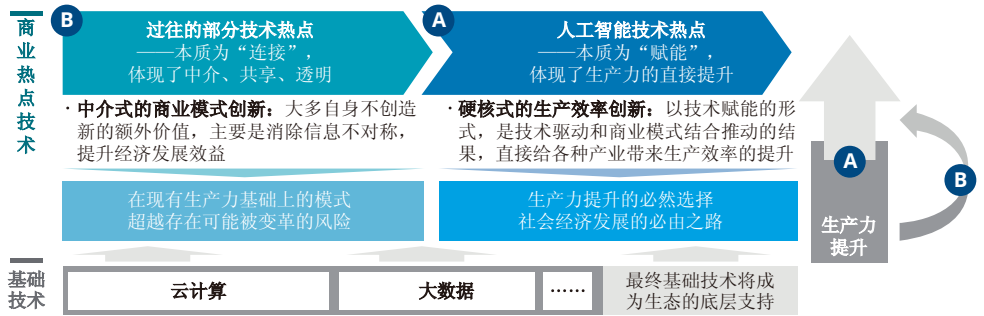 商业热点技术
B
过往的部分技术热点
——本质为“连接”，
体现了中介、共享、透明
A
人工智能技术热点
——本质为“赋能”，
体现了生产力的直接提升
· 中介式的商业模式创新：大多自身不创造
新的额外价值，主要是消除信息不对称，
提升经济发展效益
· 硬核式的生产效率创新：以技术赋能的形
式，是技术驱动和商业模式结合推动的结
果，直接给各种产业带来生产效率的提升
在现有生产力基础上的模式
超越存在可能被变革的风险
生产力提升的必然选择
社会经济发展的必由之路
A
B
生产力
提升
基础
技术
云计算
大数据
……
最终基础技术将成
为生态的底层支持